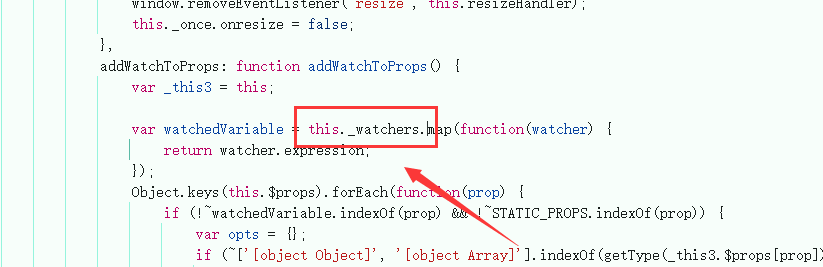 window.removeEventListener('resize', this.resizeHandler);
this._once.onresize = false;
},
addWatchToProps: function addWatchToProps() {
var _this3 = this;
var watchedVariable = this._watchers.map(function(watcher) {
return watcher.expression;
});
Object.keys(this.$props).forEach(function(prop) {
if (!~watchedVariable.indexOf(prop) && !~STATIC_PROPS.indexOf(prop)) {
var opts = {};
if (~['[object Object]', '[object Array]'].indexOf(getType(_this3.$props[prop])